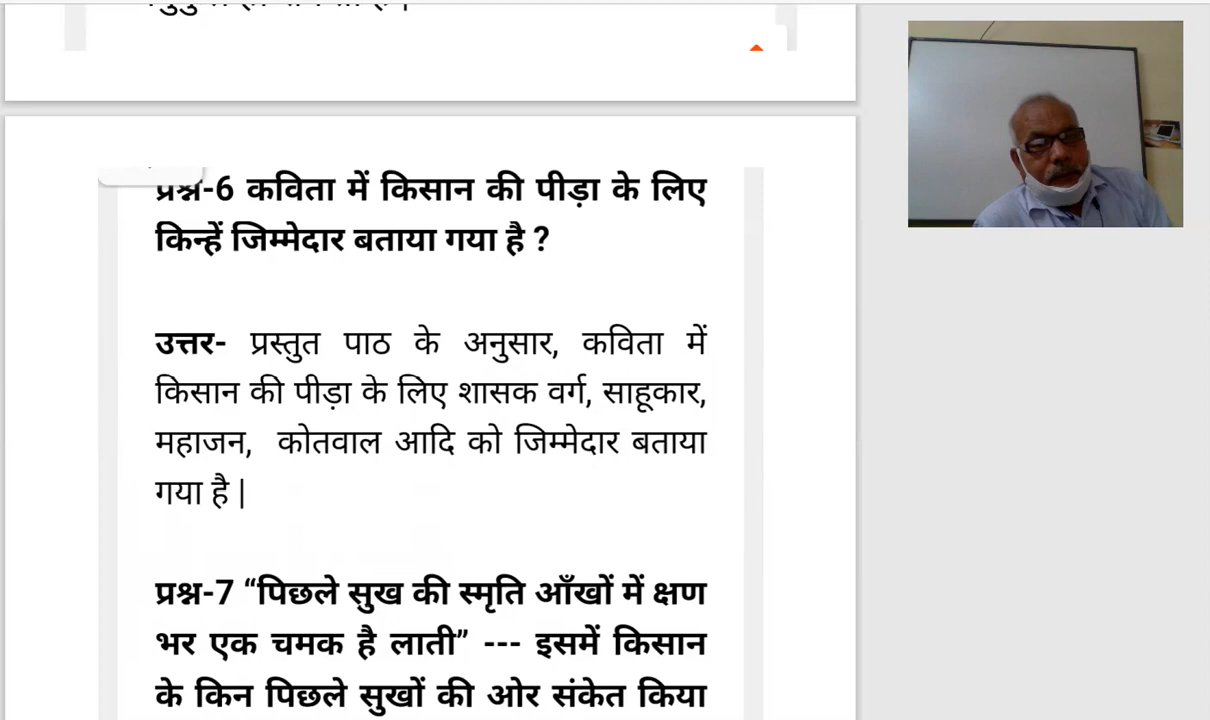 प्रश्न-6 कविता में किसान की पीड़ा के लिए
किन्हें जिम्मेदार बताया गया है ?
उत्तर- प्रस्तुत पाठ के अनुसार, कविता में
किसान की पीड़ा के लिए शासक वर्ग, साहूकार,
महाजन, कोतवाल आदि को जिम्मेदार बताया
गया है |
प्रश्न-7 “पिछले सुख की स्मृति आँखों में क्षण
भर एक चमक है लाती” --- इसमें किसान
के किन पिछले सुखों की ओर संकेत किया